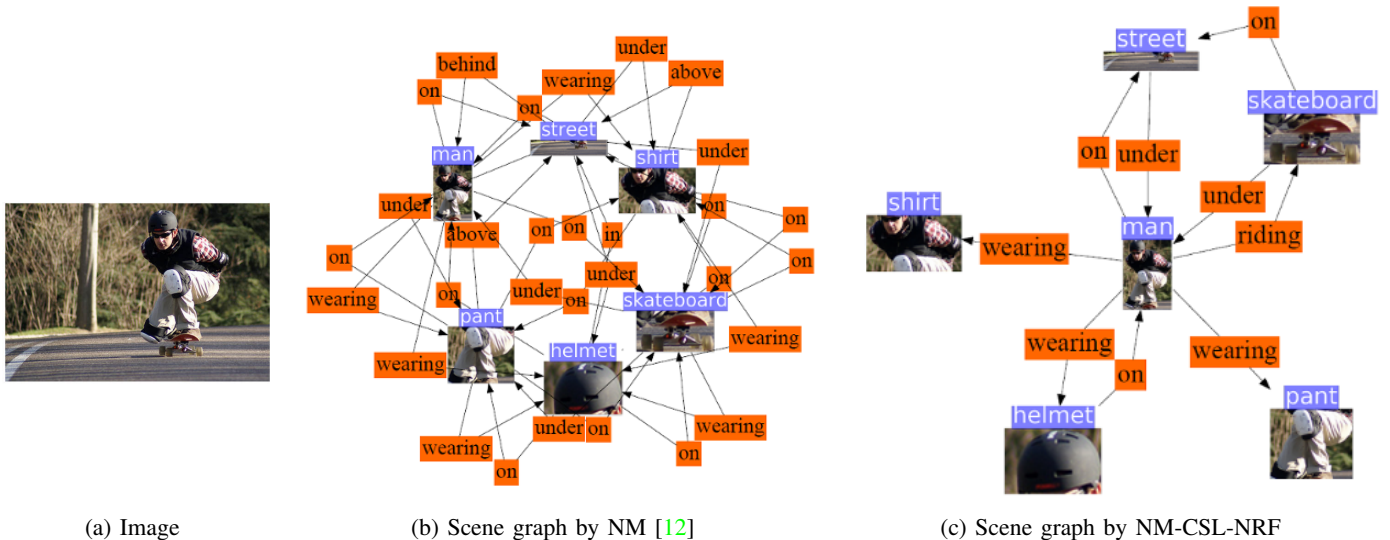 under
behind
wearing
above
on
on
street
man
shirt
under
under
on
on
above
on
on
in
on
on
on
under
under
wearing
on
on
skateboard
pant
helmet
wearing
wearing
wearing
under
on
wearing
on
on
on
street
skateboard
on
under
under
shirt
man
wearing
riding
wearing
wearing
on
pant
helmet
(a) Image
(b) Scene graph by NM [12]
(c) Scene graph by NM-CSL-NRF